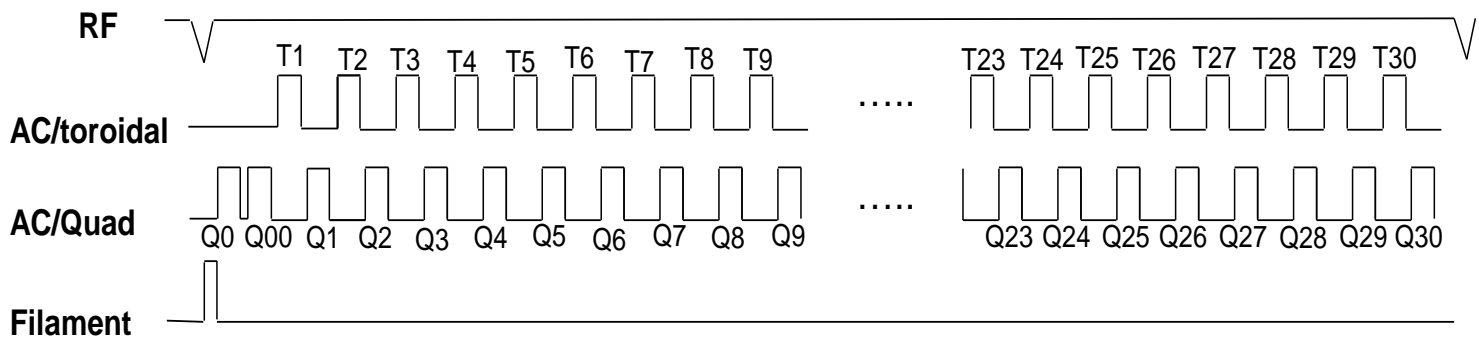 RF
T1 T2 T3 T4 T5 T6 T7 T8 T9 ..... T23 T24 T25 T26 T27 T28 T29 T30
AC/toroidal
AC/Quad
.....
Q0 Q00 Q1 Q2 Q3 Q4 Q5 Q6 Q7 Q8 Q9 Q23 Q24 Q25 Q26 Q27 Q28 Q29 Q30
Filament